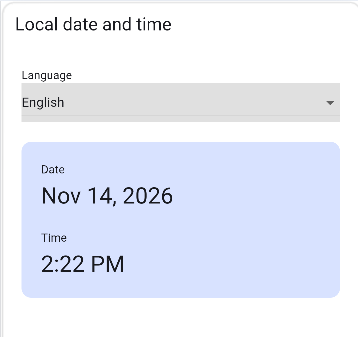 Local date and time
Language
English
Date
Nov 14, 2026
Time
2:22 PM